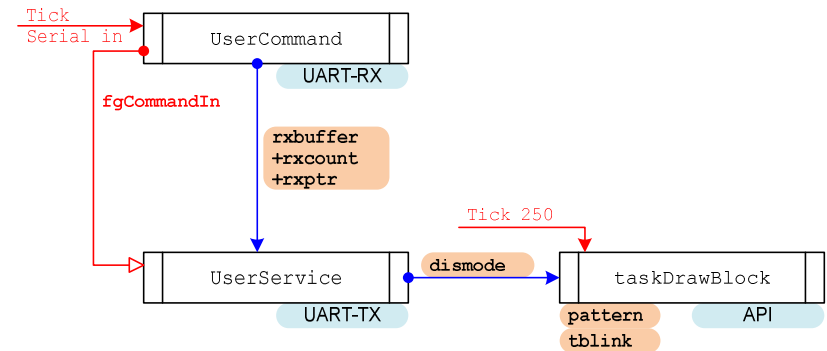 Tick
Serial in
UserCommand
UART-RX
fgCommandIn
rxbuffer
+rxcount
+rxptr
Tick 250
UserService
dismode
taskDrawBlock
UART-TX
pattern
API
tblink